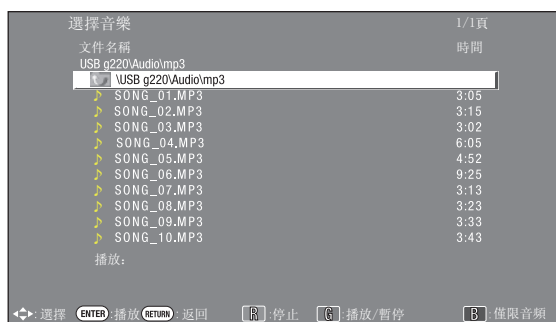 選擇音樂 1/1頁
文件名稱 時間
USB g220\Audio\mp3
\USB g220\Audio\mp3
SONG_01.MP3 3:05
SONG_02.MP3 3:15
SONG_03.MP3 3:02
SONG_04.MP3 6:05
SONG_05.MP3 4:52
SONG_06.MP3 9:25
SONG_07.MP3 3:13
SONG_08.MP3 3:23
SONG_09.MP3 3:33
SONG_10.MP3 3:43
播放:
:選擇 ENTER:播放 RETURN:返回 R:停止 G:播放/暫停 B:僅限音頻